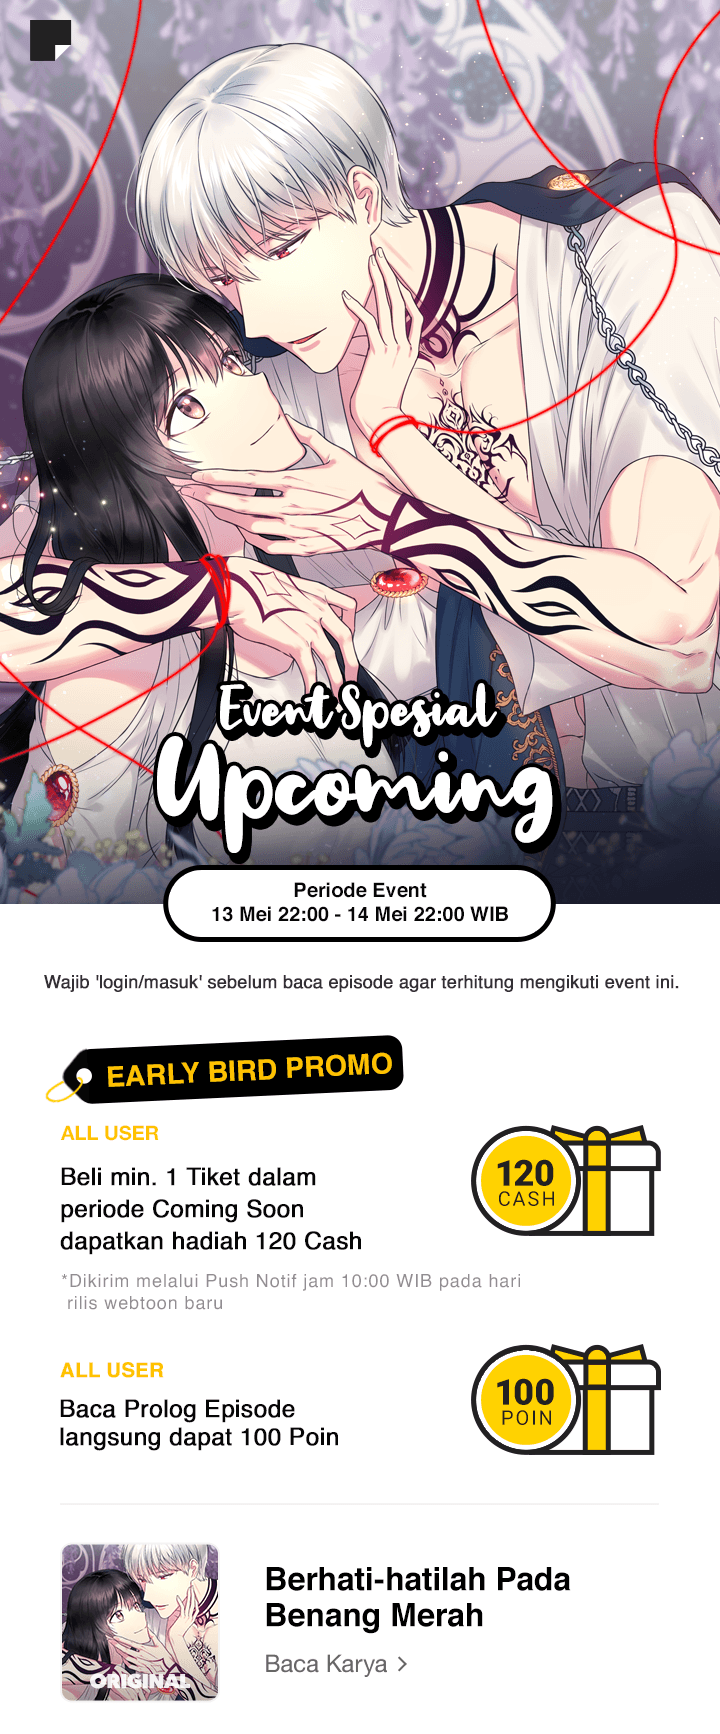 Event Spesial
Upcoming
Periode Event
13 Mei 22:00 - 14 Mei 22:00 WIB
Wajib 'login/masuk' sebelum baca episode agar terhitung mengikuti event ini.
EARLY BIRD PROMO
ALL USER
Beli min. 1 Tiket dalam
periode Coming Soon
dapatkan hadiah 120 Cash
120
CASH
*Dikirim melalui Push Notif jam 10:00 WIB pada hari
rilis webtoon baru
ALL USER
Baca Prolog Episode
langsung dapat 100 Poin
100
POIN
ORIGINAL
Berhati-hatilah Pada
Benang Merah
Baca Karya >